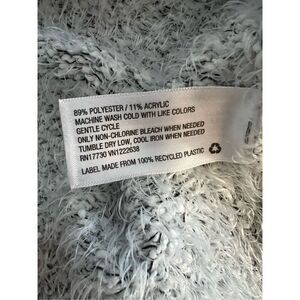 89% POLYESTER / 11% ACRYLIC
MACHINE WASH COLD WITH LIKE COLORS
GENTLE CYCLE
ONLY NON-CHLORINE BLEACH WHEN NEEDED
TUMBLE DRY LOW, COOL IRON WHEN NEEDED
RN17730 VN1222638
LABEL MADE FROM 100% RECYCLED PLASTIC